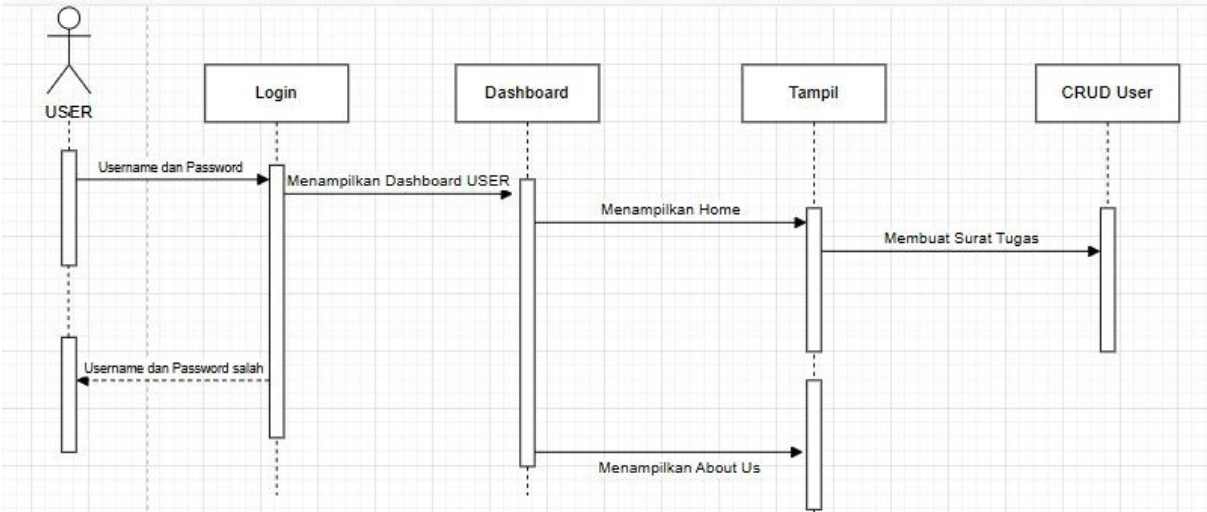 USER
Login
Dashboard
Tampil
CRUD User
Username dan Password
Menampilkan Dashboard USER
Menampilkan Home
Membuat Surat Tugas
Username dan Password salah
Menampilkan About Us